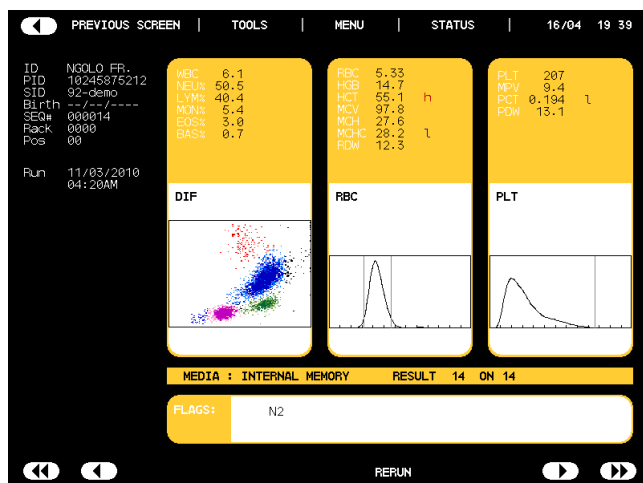 PREVIOUS SCREEN | TOOLS | MENU | STATUS | 16/04 19 39
ID NGOLO FR.
PID 10245875212
SID 92-demo
Birth --/--/----
SEQ# 000014
Rack 0000
Pos 00
Run 11/03/2010
04:20AM
WBC 6.1
NEU% 50.5
LYM% 40.4
MON% 5.4
EOS% 3.0
BAS% 0.7
RBC 5.33
HGB 14.7
HCT 55.1 h
MCV 97.8
MCH 27.6
MCHC 28.2 l
RDW 12.3
PLT 207
MPV 9.4
PCT 0.194 l
PDW 13.1
DIF
RBC
PLT
MEDIA : INTERNAL MEMORY RESULT 14 ON 14
FLAGS: N2
RERUN